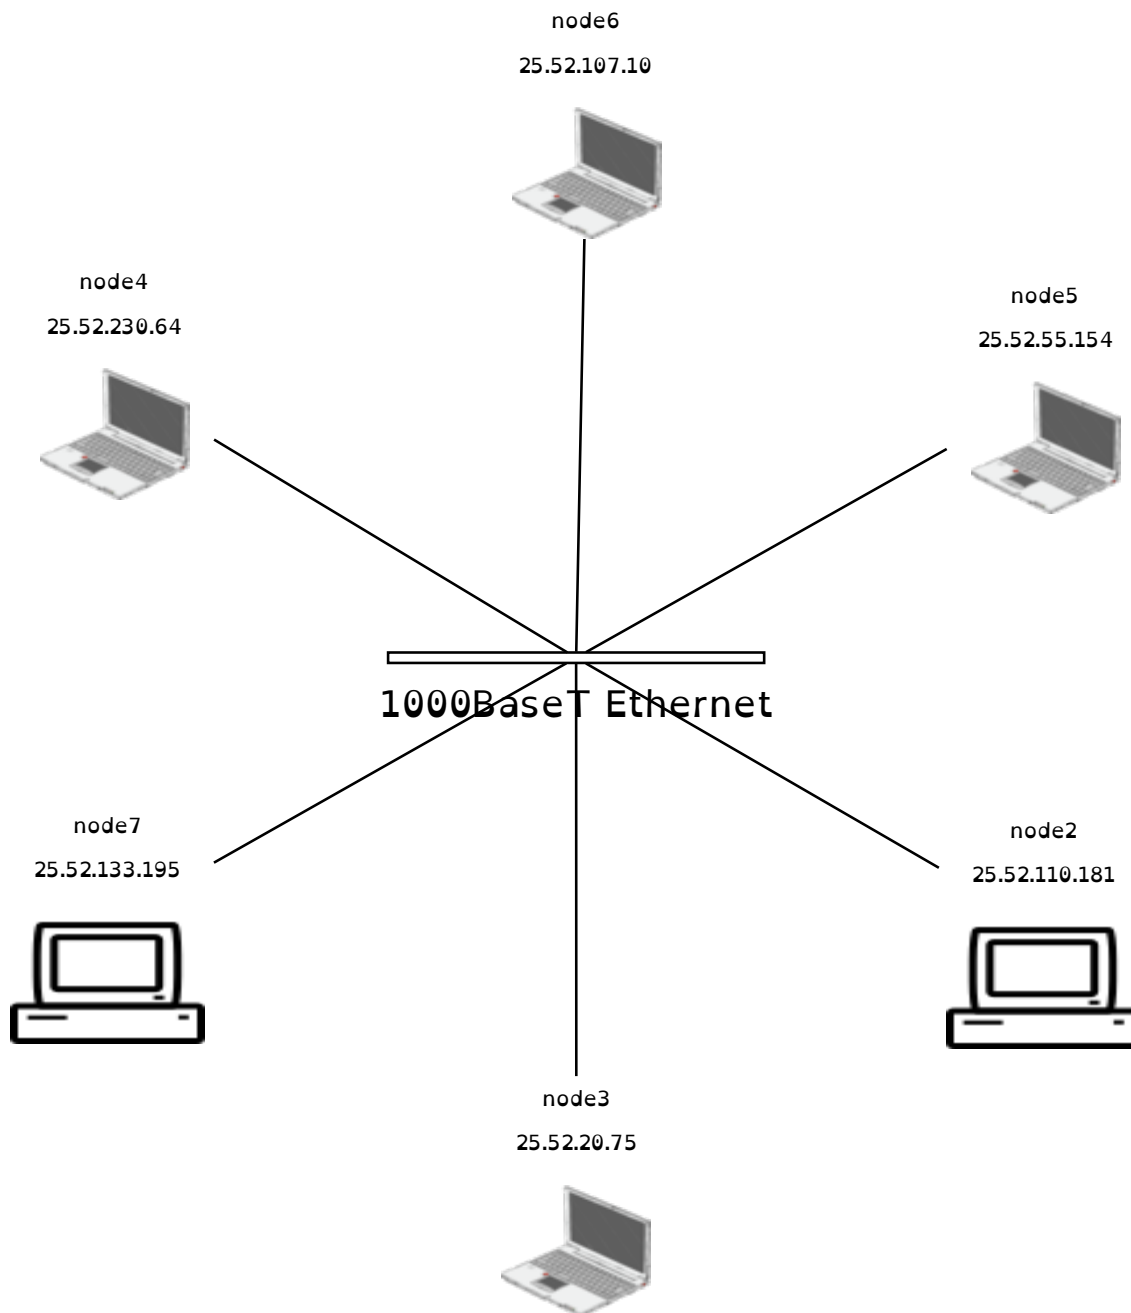 node6
25.52.107.10
node4
25.52.230.64
node5
25.52.55.154
1000BaseT Ethernet
node7
25.52.133.195
node2
25.52.110.181
node3
25.52.20.75